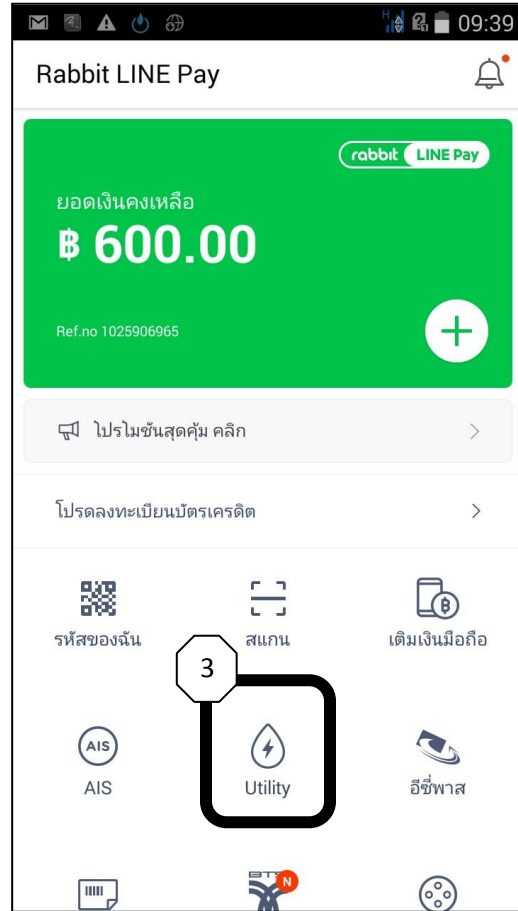 09:39
Rabbit LINE Pay
rabbit LINE Pay
ยอดเงินคงเหลือ
฿ 600.00
Ref.no 1025906965
โปรโมชั่นสุดคุ้ม คลิก
โปรดลงทะเบียนบัตรเครดิต
รหัสของฉัน
สแกน
เติมเงินมือถือ
3
AIS
AIS
Utility
อีซี่พาส
BTS
N